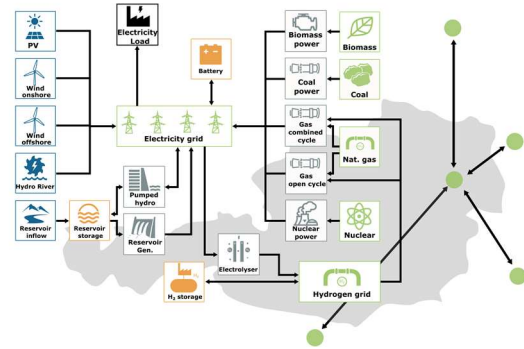 PV
Wind
onshore
Wind
offshore
Hydro River
Reservoir
inflow
Reservoir
storage
Electricity
Load
Battery
Electricity grid
Pumped
hydro
Reservoir
Gen.
Electrolyser
H₂ storage
Biomass
power
Biomass
Coal
power
Coal
Gas
combined
cycle
Nat. gas
Gas
open cycle
Nuclear
power
Nuclear
Hydrogen grid